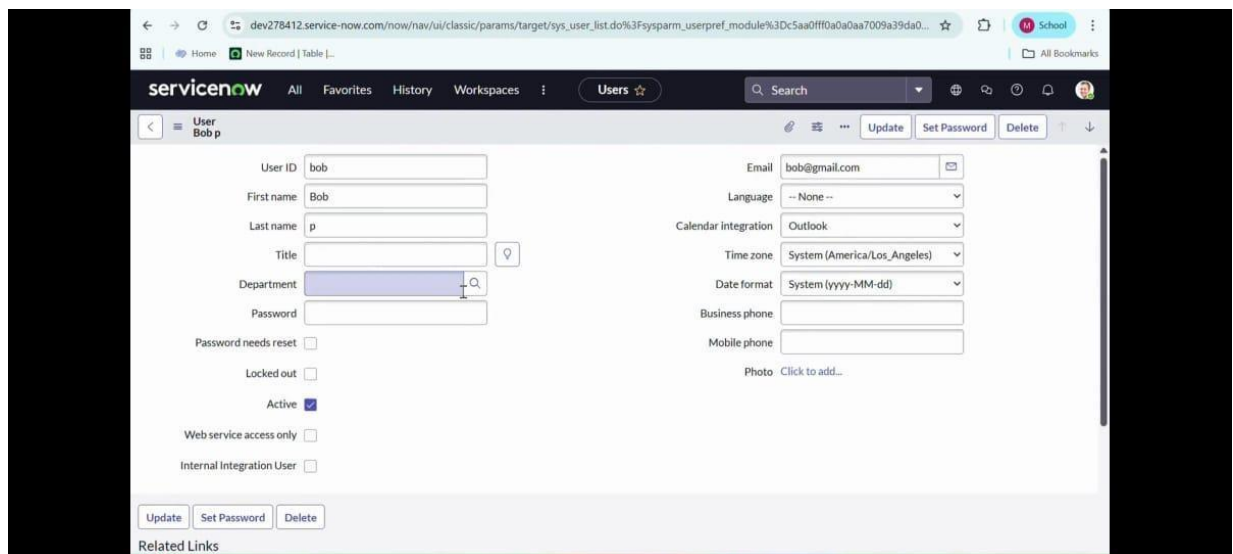 dev278412.service-now.com/now/nav/ui/classic/params/target/sys_user_list.do%3Fsysparm_userpref_module%3Dc5aa0fff0a0a0aa7009a39da0...
M School
Home New Record | Table |... All Bookmarks
servicenow All Favorites History Workspaces Users Search
User
Bob p
Update Set Password Delete
User ID bob
First name Bob
Last name p
Title
Department
Password
Password needs reset
Locked out
Active
Web service access only
Internal Integration User
Email bob@gmail.com
Language -- None --
Calendar integration Outlook
Time zone System (America/Los_Angeles)
Date format System (yyyy-MM-dd)
Business phone
Mobile phone
Photo Click to add...
Update Set Password Delete
Related Links